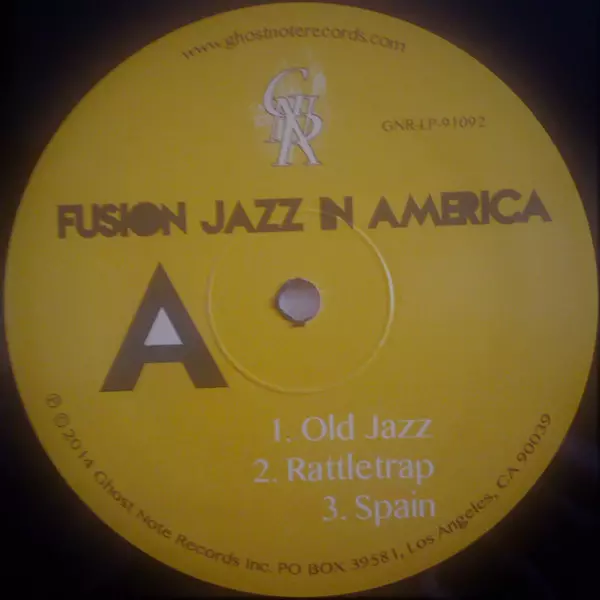 www.ghostnoterecords.com
GNR
GNR-LP-91092
FUSION JAZZ IN AMERICA
A
1. Old Jazz
2. Rattletrap
3. Spain
℗ © 2014 Ghost Note Records Inc. PO BOX 39581, Los Angeles, CA 90039